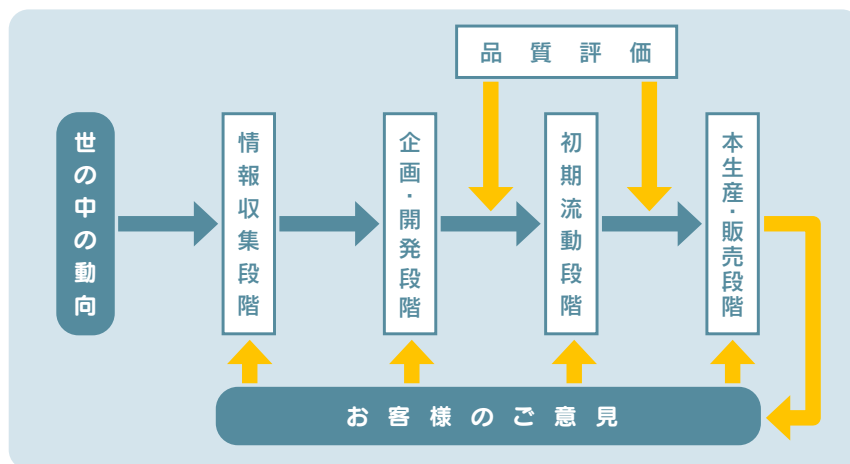 品質評価
世の中の動向
情報収集段階
企画・開発段階
初期流動段階
本生産・販売段階
お客様のご意見